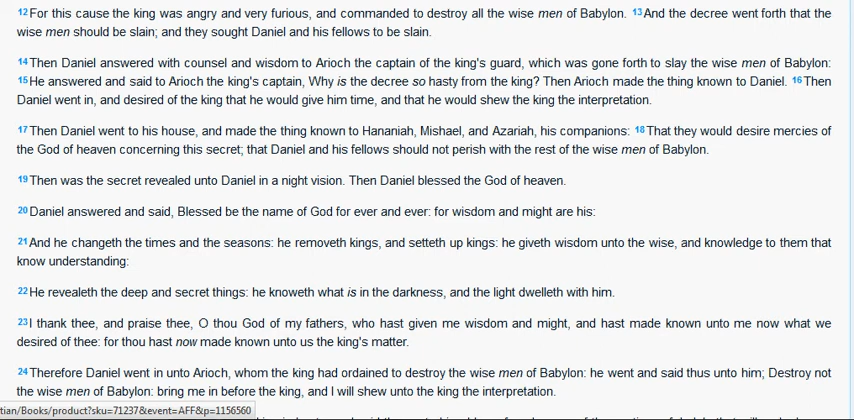 12 For this cause the king was angry and very furious, and commanded to destroy all the wise men of Babylon. 13 And the decree went forth that the
wise men should be slain; and they sought Daniel and his fellows to be slain.
14 Then Daniel answered with counsel and wisdom to Arioch the captain of the king's guard, which was gone forth to slay the wise men of Babylon:
15 He answered and said to Arioch the king's captain, Why is the decree so hasty from the king? Then Arioch made the thing known to Daniel. 16 Then
Daniel went in, and desired of the king that he would give him time, and that he would shew the king the interpretation.
17 Then Daniel went to his house, and made the thing known to Hananiah, Mishael, and Azariah, his companions: 18 That they would desire mercies of
the God of heaven concerning this secret; that Daniel and his fellows should not perish with the rest of the wise men of Babylon.
19 Then was the secret revealed unto Daniel in a night vision. Then Daniel blessed the God of heaven.
20 Daniel answered and said, Blessed be the name of God for ever and ever: for wisdom and might are his:
21 And he changeth the times and the seasons: he removeth kings, and setteth up kings: he giveth wisdom unto the wise, and knowledge to them that
know understanding:
22 He revealeth the deep and secret things: he knoweth what is in the darkness, and the light dwelleth with him.
23 I thank thee, and praise thee, O thou God of my fathers, who hast given me wisdom and might, and hast made known unto me now what we
desired of thee: for thou hast now made known unto us the king's matter.
24 Therefore Daniel went in unto Arioch, whom the king had ordained to destroy the wise men of Babylon: he went and said thus unto him; Destroy not
the wise men of Babylon: bring me in before the king, and I will shew unto the king the interpretation.
tian/Books/product?sku=71237&event=AFF&p=1156560